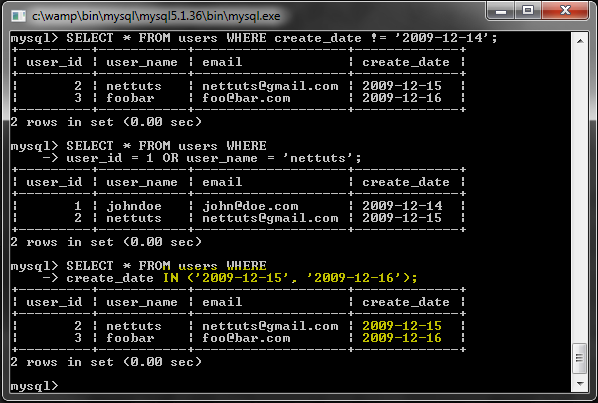 c:\wamp\bin\mysql\mysql5.1.36\bin\mysql.exe
mysql> SELECT * FROM users WHERE create_date != '2009-12-14';
+---------+-----------+-------------------+-------------+
| user_id | user_name | email             | create_date |
+---------+-----------+-------------------+-------------+
|       2 | nettuts   | nettuts@gmail.com | 2009-12-15  |
|       3 | foobar    | foo@bar.com       | 2009-12-16  |
+---------+-----------+-------------------+-------------+
2 rows in set (0.00 sec)
mysql> SELECT * FROM users WHERE
    -> user_id = 1 OR user_name = 'nettuts';
+---------+-----------+-------------------+-------------+
| user_id | user_name | email             | create_date |
+---------+-----------+-------------------+-------------+
|       1 | johndoe   | john@doe.com      | 2009-12-14  |
|       2 | nettuts   | nettuts@gmail.com | 2009-12-15  |
+---------+-----------+-------------------+-------------+
2 rows in set (0.00 sec)
mysql> SELECT * FROM users WHERE
    -> create_date IN ('2009-12-15', '2009-12-16');
+---------+-----------+-------------------+-------------+
| user_id | user_name | email             | create_date |
+---------+-----------+-------------------+-------------+
|       2 | nettuts   | nettuts@gmail.com | 2009-12-15  |
|       3 | foobar    | foo@bar.com       | 2009-12-16  |
+---------+-----------+-------------------+-------------+
2 rows in set (0.00 sec)
mysql>